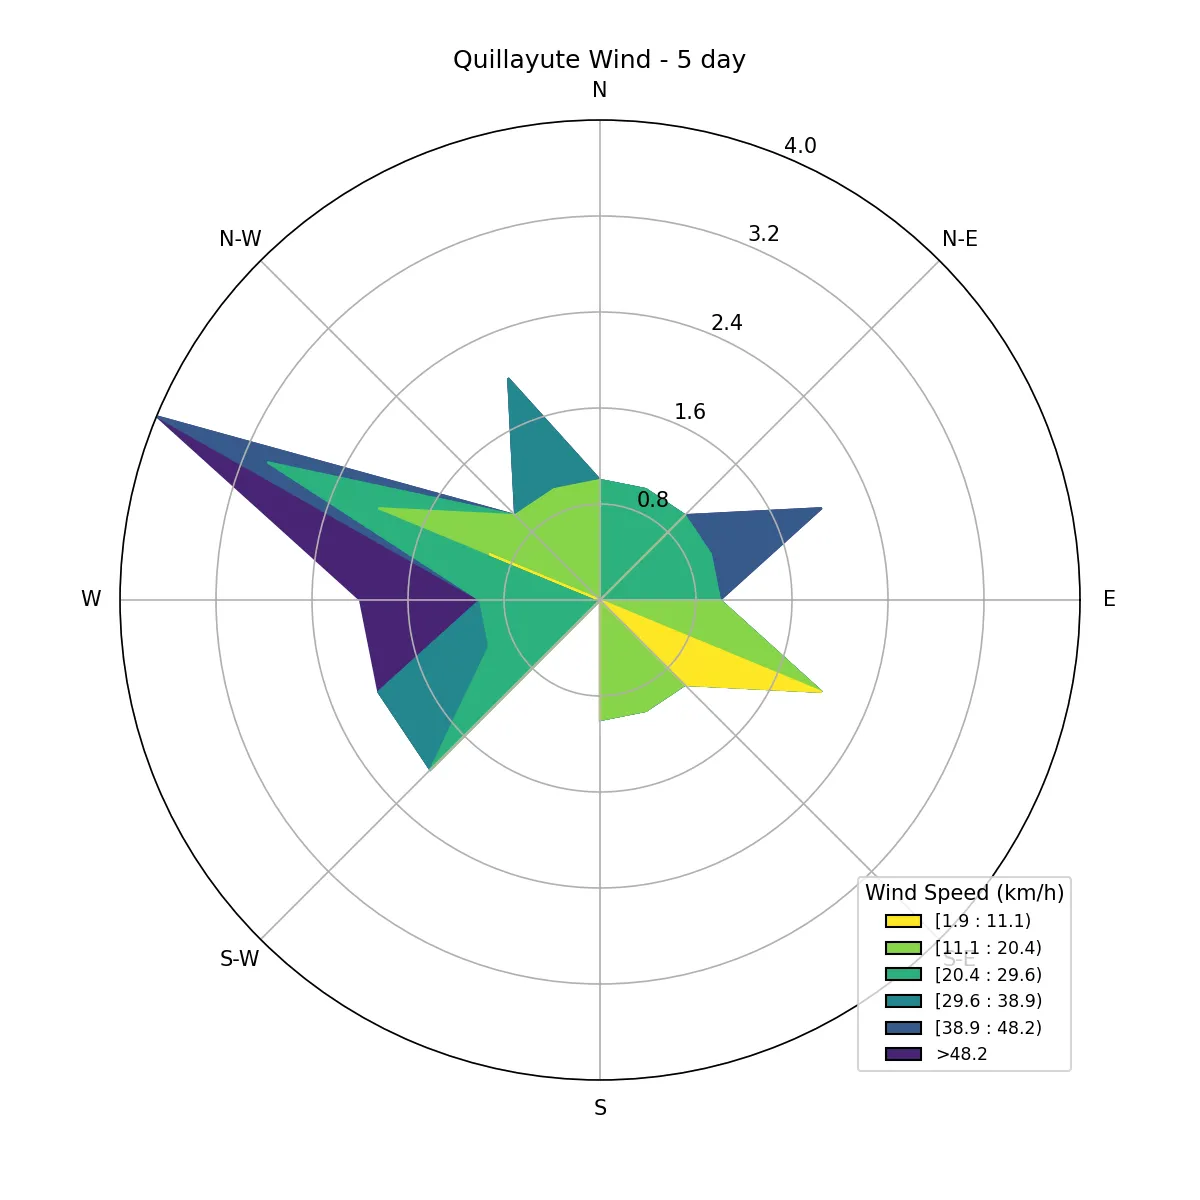 Quillayute Wind - 5 day
N
4.0
N-W
3.2
N-E
2.4
1.6
0.8
W
E
Wind Speed (km/h)
[1.9 : 11.1)
[11.1 : 20.4)
S-W
S-E
[20.4 : 29.6)
[29.6 : 38.9)
[38.9 : 48.2)
>48.2
S